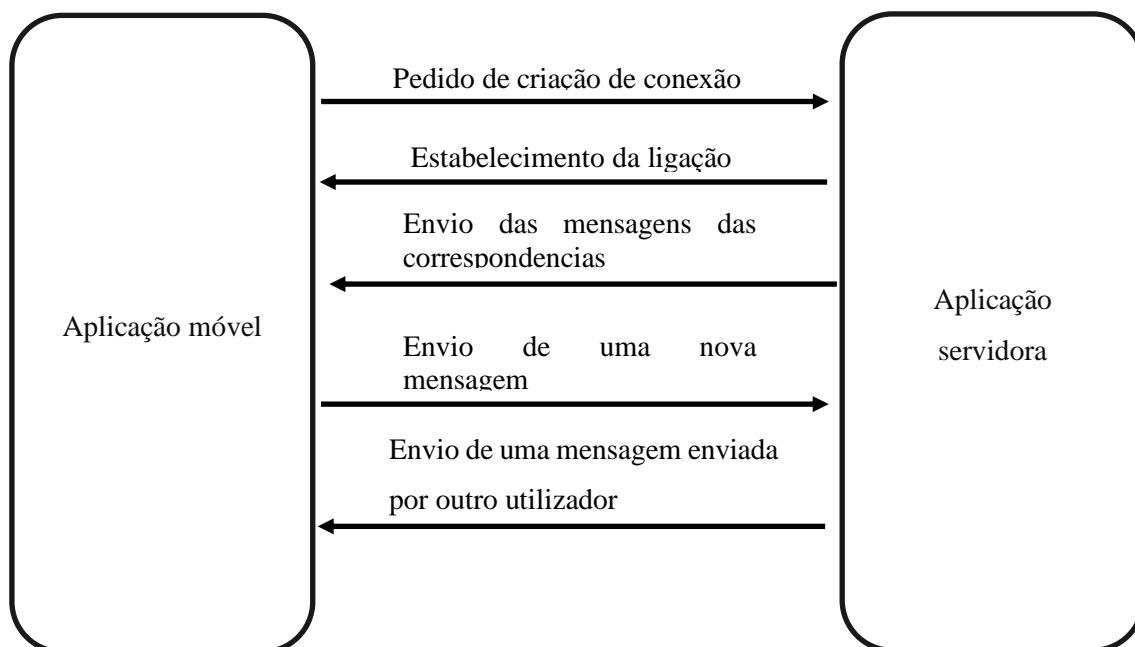 Pedido de criação de conexão
Estabelecimento da ligação
Envio das mensagens das
correspondencias
Aplicação móvel
Envio de uma nova
mensagem
Envio de uma mensagem enviada
por outro utilizador
Aplicação
servidora